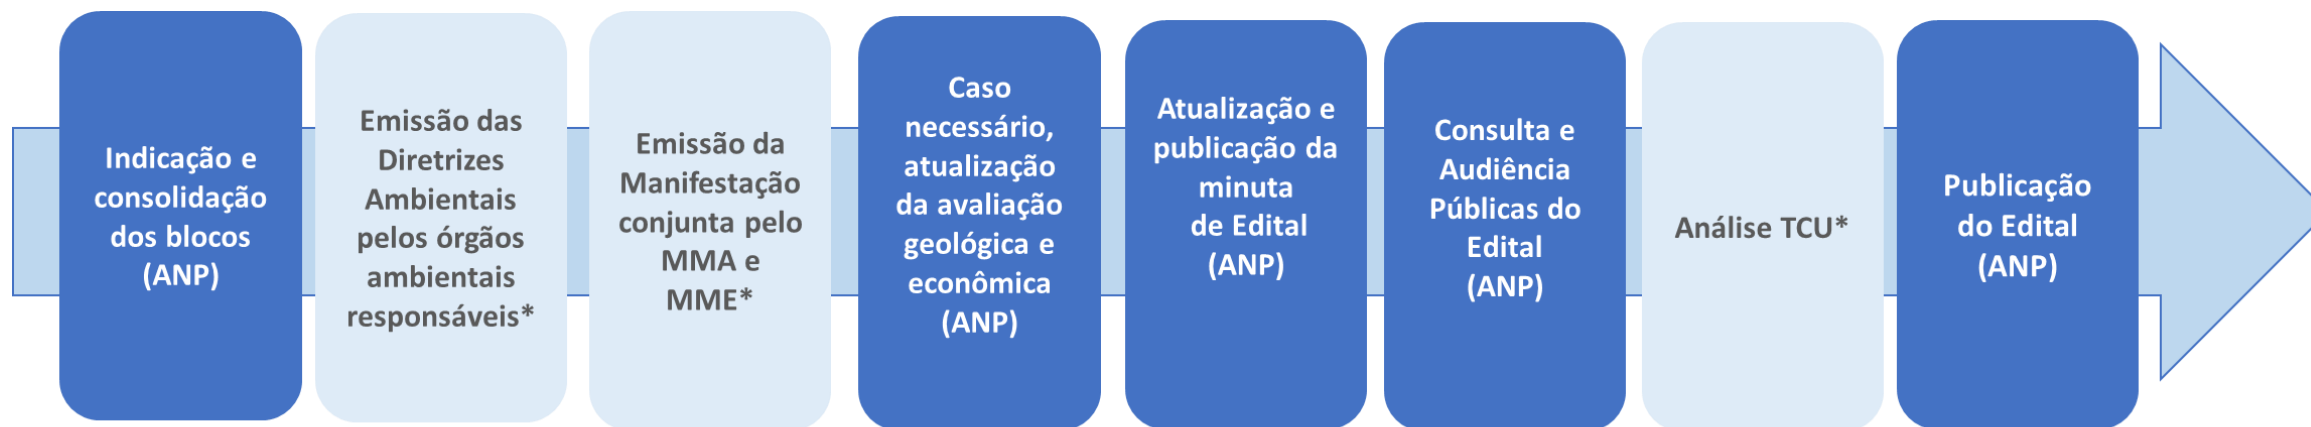 Indicação e
consolidação
dos blocos
(ANP)
Emissão das
Diretrizes
Ambientais
pelos órgãos
ambientais
responsáveis*
Emissão da
Manifestação
conjunta pelo
MMA e
MME*
Caso
necessário,
atualização
da avaliação
geológica e
econômica
(ANP)
Atualização e
publicação da
minuta
de Edital
(ANP)
Consulta e
Audiência
Públicas do
Edital
(ANP)
Análise TCU*
Publicação
do Edital
(ANP)